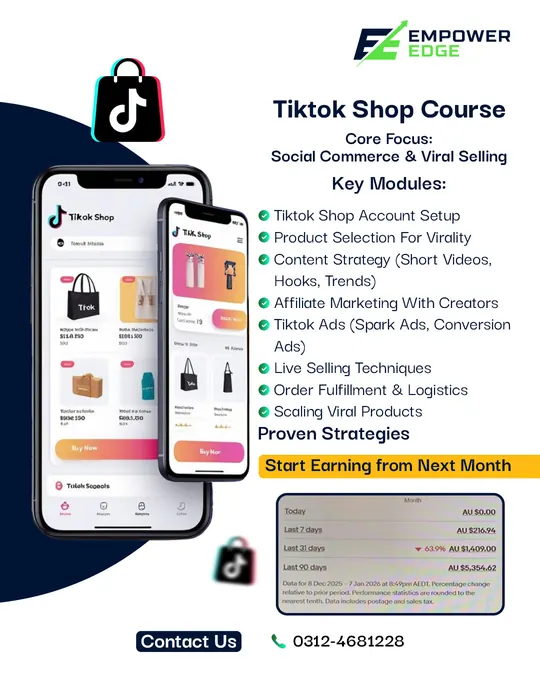 EMPOWER
EDGE
Tiktok Shop Course
Core Focus:
Social Commerce & Viral Selling
Key Modules:
Tiktok Shop Account Setup
Product Selection For Virality
Content Strategy (Short Videos,
Hooks, Trends)
Affiliate Marketing With Creators
Tiktok Ads (Spark Ads, Conversion
Ads)
Live Selling Techniques
Order Fulfillment & Logistics
Scaling Viral Products
Proven Strategies
Start Earning from Next Month
Month
Today AU $0.00
Last 7 days AU $216.94
Last 31 days 63.9% AU $1,409.00
Last 90 days AU $5,354.62
Data for 8 Dec 2025 – 7 Jan 2026 at 8:49pm AEDT. Percentage change
relative to prior period. Performance statistics are rounded to the
nearest tenth. Data includes postage and sales tax.
Shop
Buy Now
Shop
Buy Now
Contact Us 0312-4681228